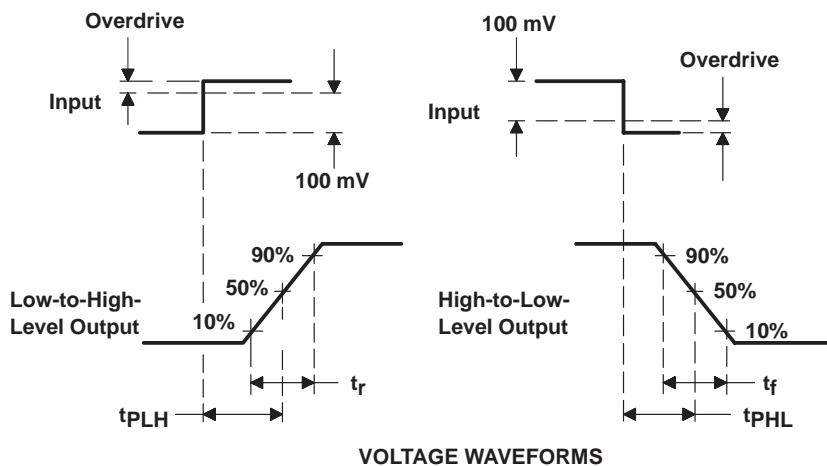 Overdrive
Input
100 mV
100 mV
Overdrive
Input
90%
50%
10%
Low-to-High-
Level Output
tr
tPLH
90%
50%
10%
High-to-Low-
Level Output
tf
tPHL
VOLTAGE WAVEFORMS